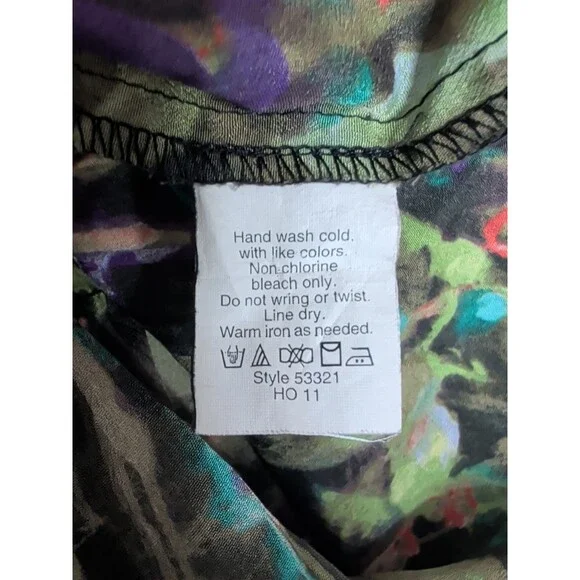 Hand wash cold.
with like colors.
Non chlorine
bleach only.
Do not wring or twist.
Line dry.
Warm iron as needed.
Style 53321
HO 11